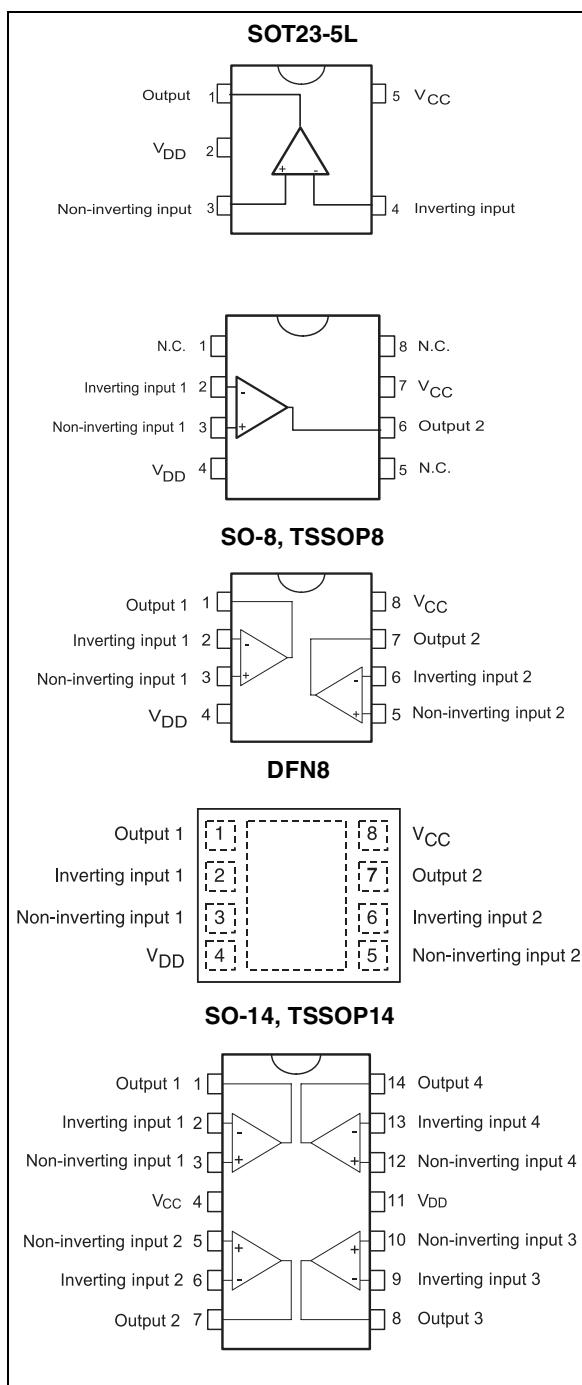 SOT23-5L
Output 1 5 VCC
VDD 2
+ -
Non-inverting input 3 4 Inverting input
N.C. 1 8 N.C.
Inverting input 1 2 - 7 VCC
Non-inverting input 1 3 + 6 Output 2
VDD 4 5 N.C.
SO-8, TSSOP8
Output 1 1 8 VCC
Inverting input 1 2 - 7 Output 2
Non-inverting input 1 3 + - 6 Inverting input 2
VDD 4 + 5 Non-inverting input 2
DFN8
Output 1 1 8 VCC
Inverting input 1 2 7 Output 2
Non-inverting input 1 3 6 Inverting input 2
VDD 4 5 Non-inverting input 2
SO-14, TSSOP14
Output 1 1 14 Output 4
Inverting input 1 2 - - 13 Inverting input 4
Non-inverting input 1 3 + + 12 Non-inverting input 4
VCC 4 11 VDD
Non-inverting input 2 5 + + 10 Non-inverting input 3
Inverting input 2 6 - - 9 Inverting input 3
Output 2 7 8 Output 3